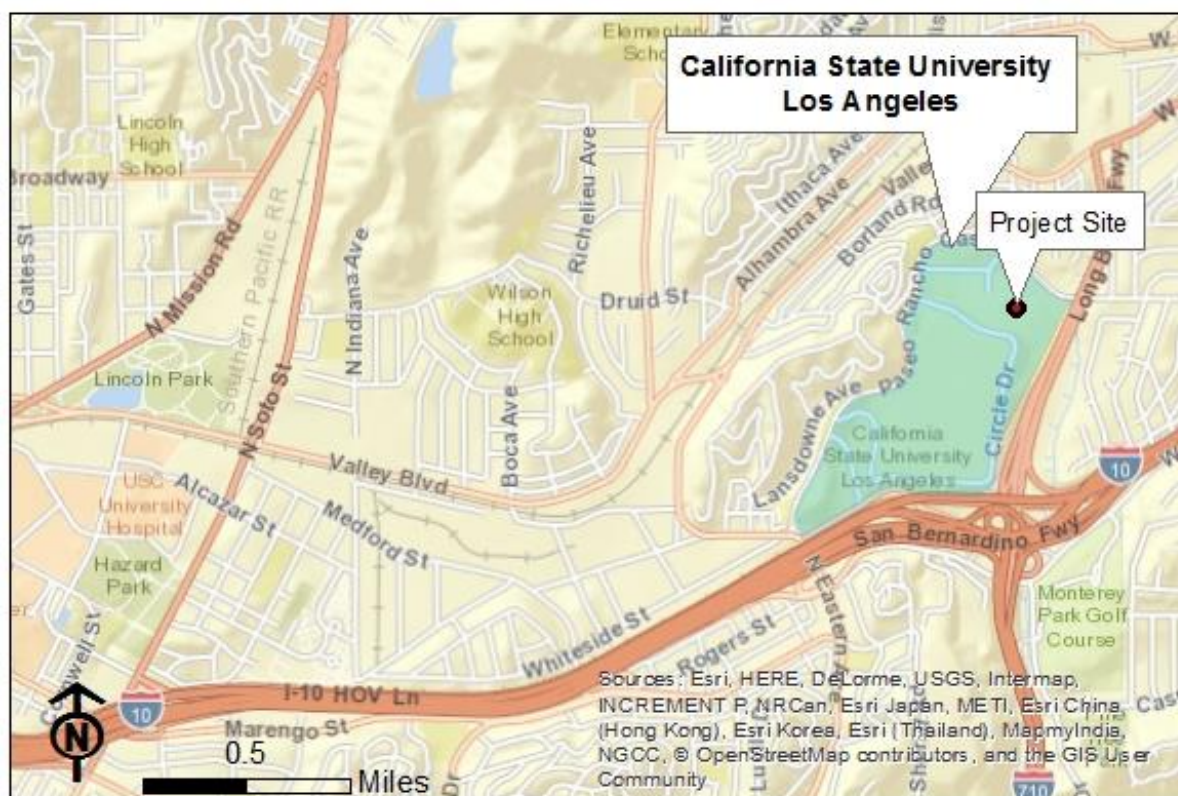 Elementary
School
W
California State University
Los Angeles
Lincoln
High
School
Broadway
Gates St
N Mission Rd
Southern Pacific RR
N Soto St
N Indiana Ave
Richelieu Ave
Ithaca Ave
Alhambra Ave
Valley
Borland Rd
W
Fwy
Project Site
Long B
Wilson
High
School
Druid St
Paseo Rancho
Lincoln Park
Boca Ave
Lansdowne Ave
California
State University
Los Angeles
Circle Dr
10
W
Valley Blvd
USC
University
Hospital
Alcazar St
Medford St
San Bernardino Fwy
Hazard
Park
N Eastern Ave
Monterey
Park Golf
Course
Whiteside St
Rogers St
I-10 HOV Ln
10
N
Marengo St
Sources: Esri, HERE, DeLorme, USGS, Intermap,
INCREMENT P, NRCan, Esri Japan, METI, Esri China
(Hong Kong), Esri Korea, Esri (Thailand), MapmyIndia,
NGCC, © OpenStreetMap contributors, and the GIS User
Community
0.5
Miles
Dr
710